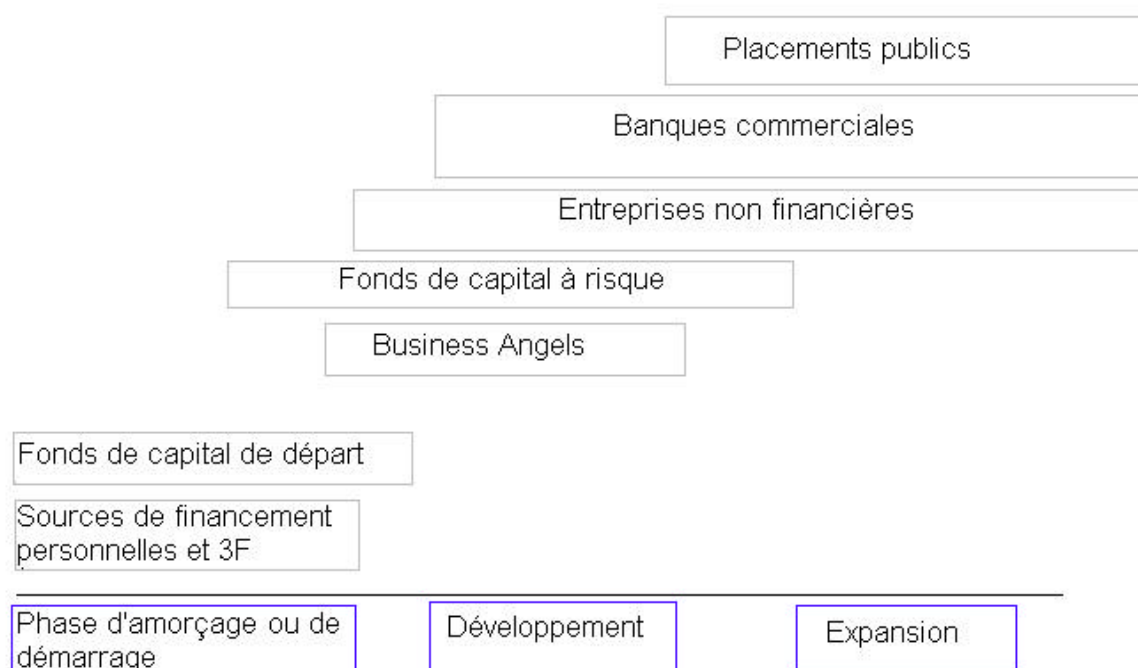 Placements publics
Banques commerciales
Entreprises non financières
Fonds de capital à risque
Business Angels
Fonds de capital de départ
Sources de financement
personnelles et 3F
Phase d'amorçage ou de
démarrage
Développement
Expansion